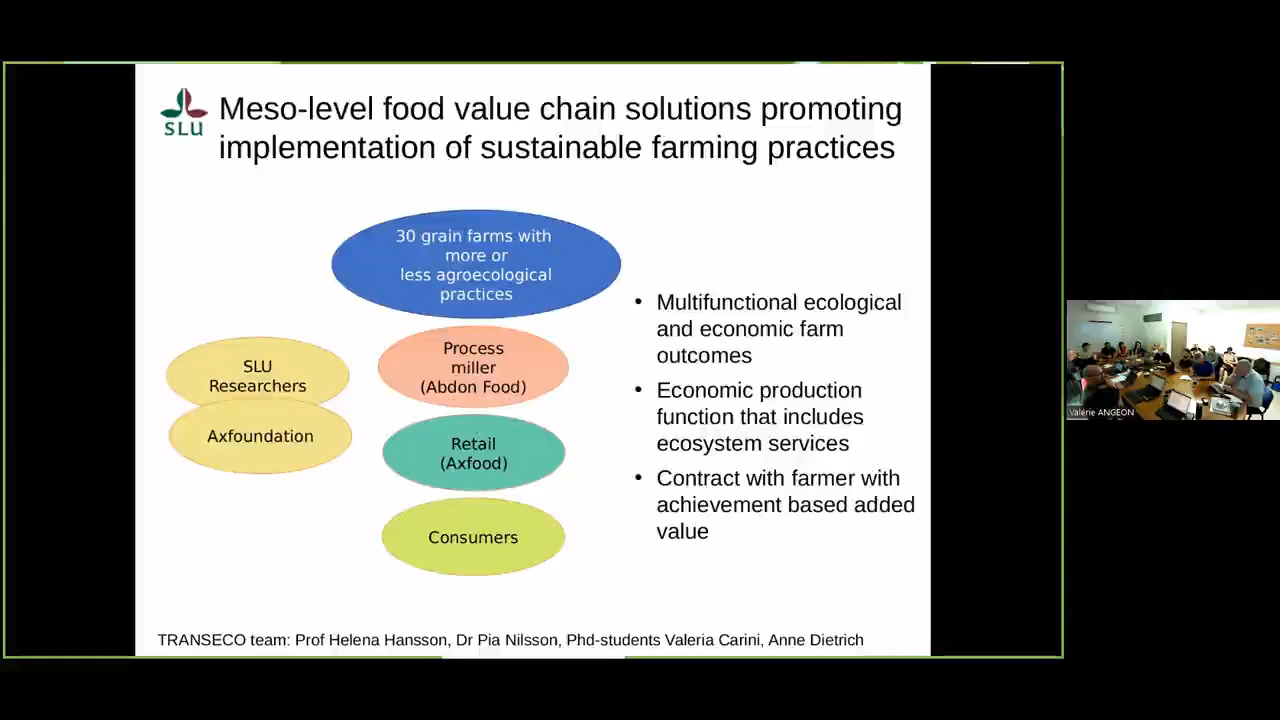 SLU
Meso-level food value chain solutions promoting
implementation of sustainable farming practices
30 grain farms with
more or
less agroecological
practices
Process
miller
(Abdon Food)
Retail
(Axfood)
Consumers
SLU
Researchers
Axfoundation
• Multifunctional ecological
and economic farm
outcomes
• Economic production
function that includes
ecosystem services
• Contract with farmer with
achievement based added
value
TRANSECO team: Prof Helena Hansson, Dr Pia Nilsson, Phd-students Valeria Carini, Anne Dietrich
Valérie ANGEON